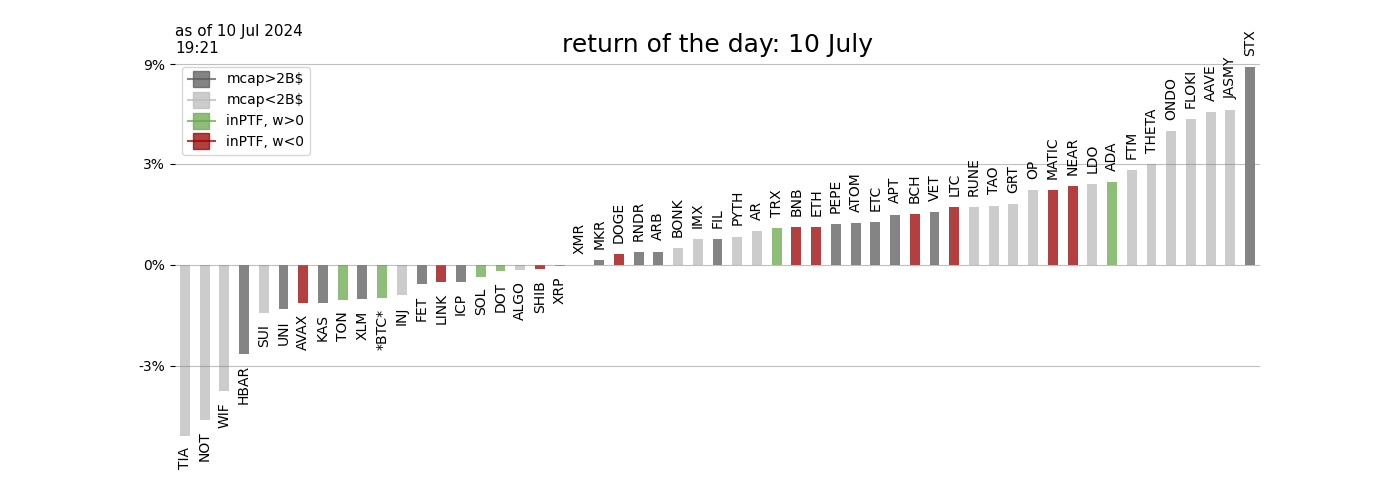 as of 10 Jul 2024
19:21
return of the day: 10 July
9%
3%
0%
-3%
mcap>2B$
mcap<2B$
inPTF, w>0
inPTF, w<0
TIA
NOT
WIF
HBAR
SUI
UNI
AVAX
KAS
TON
XLM
*BTC*
INJ
FET
LINK
ICP
SOL
DOT
ALGO
SHIB
XRP
XMR
MKR
DOGE
RNDR
ARB
BONK
IMX
FIL
PYTH
AR
TRX
BNB
ETH
PEPE
ATOM
ETC
APT
BCH
VET
LTC
RUNE
TAO
GRT
OP
MATIC
NEAR
LDO
ADA
FTM
THETA
ONDO
FLOKI
AAVE
JASMY
STX